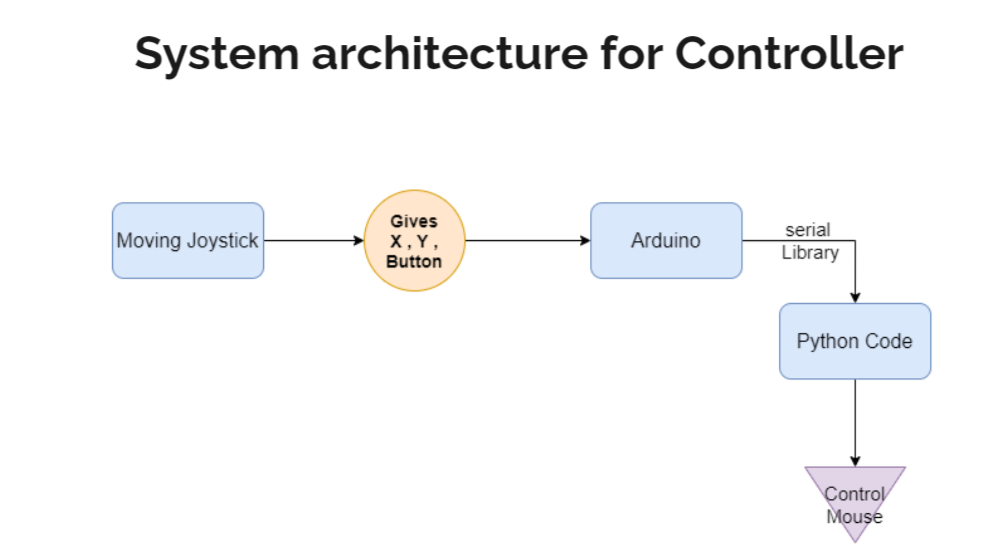 System architecture for Controller
Moving Joystick
Gives
X , Y ,
Button
Arduino
serial
Library
Python Code
Control
Mouse